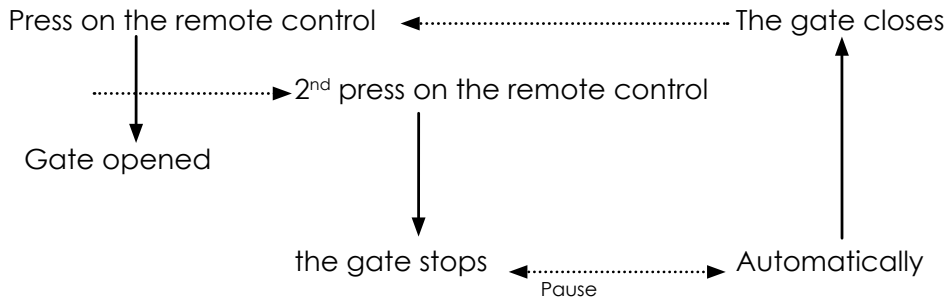 Press on the remote control
The gate closes
2nd press on the remote control
Gate opened
the gate stops
Automatically
Pause